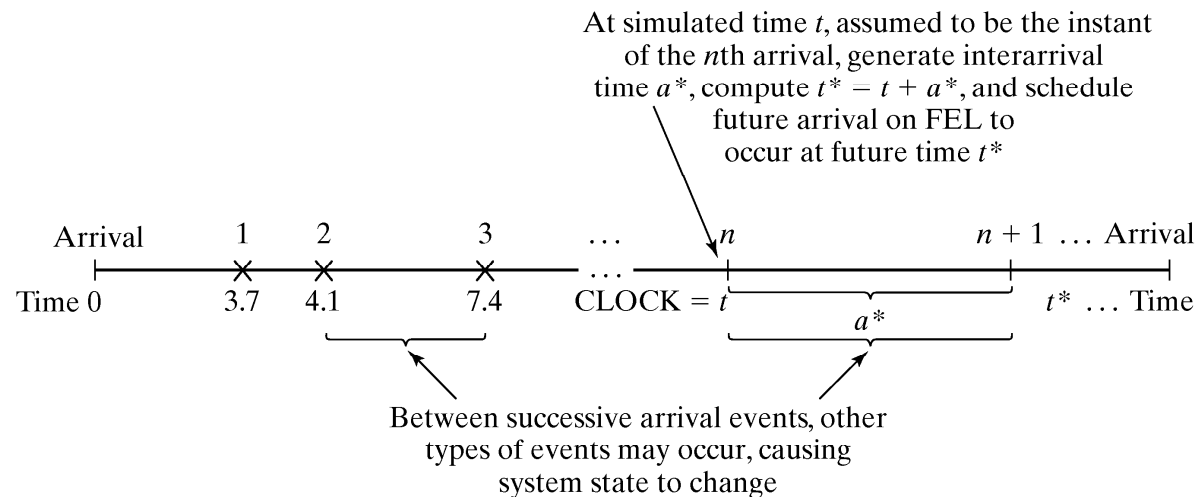 At simulated time t, assumed to be the instant
of the nth arrival, generate interarrival
time a*, compute t* = t + a*, and schedule
future arrival on FEL to
occur at future time t*
Arrival 1 2 3 ... n n + 1 ... Arrival
...
Time 0 3.7 4.1 7.4 CLOCK = t t* ... Time
a*
Between successive arrival events, other
types of events may occur, causing
system state to change